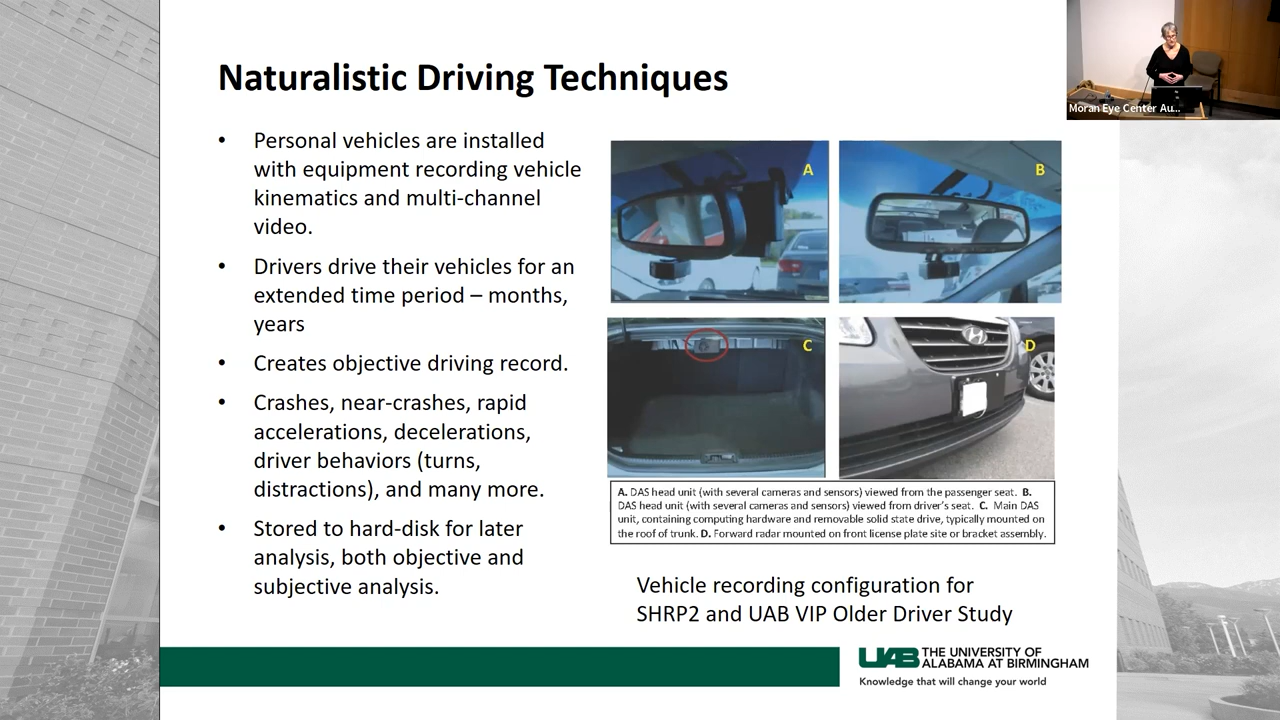 Naturalistic Driving Techniques
Moran Eye Center Au...
• Personal vehicles are installed
with equipment recording vehicle
kinematics and multi-channel
video.
• Drivers drive their vehicles for an
extended time period – months,
years
• Creates objective driving record.
• Crashes, near-crashes, rapid
accelerations, decelerations,
driver behaviors (turns,
distractions), and many more.
• Stored to hard-disk for later
analysis, both objective and
subjective analysis.
A
B
C
D
A. DAS head unit (with several cameras and sensors) viewed from the passenger seat. B.
DAS head unit (with several cameras and sensors) viewed from driver's seat. C. Main DAS
unit, containing computing hardware and removable solid state drive, typically mounted on
the roof of trunk. D. Forward radar mounted on front license plate site or bracket assembly.
Vehicle recording configuration for
SHRP2 and UAB VIP Older Driver Study
UAB THE UNIVERSITY OF
ALABAMA AT BIRMINGHAM
Knowledge that will change your world